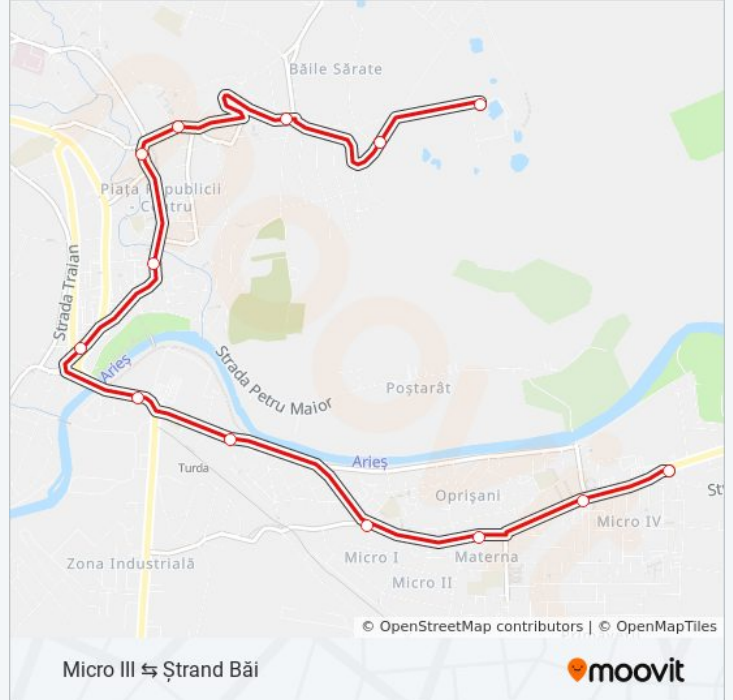 Băile Sărate
Piața Republicii
- Centru
Strada Traian
Arieș
Strada Petru Maior
Poștarât
Arieș
Turda
Oprișani
Micro IV
Micro I
Materna
Zona Industrială
Micro II
© OpenStreetMap contributors | © OpenMapTiles
Micro III ⇆ Ștrand Băi
moovit